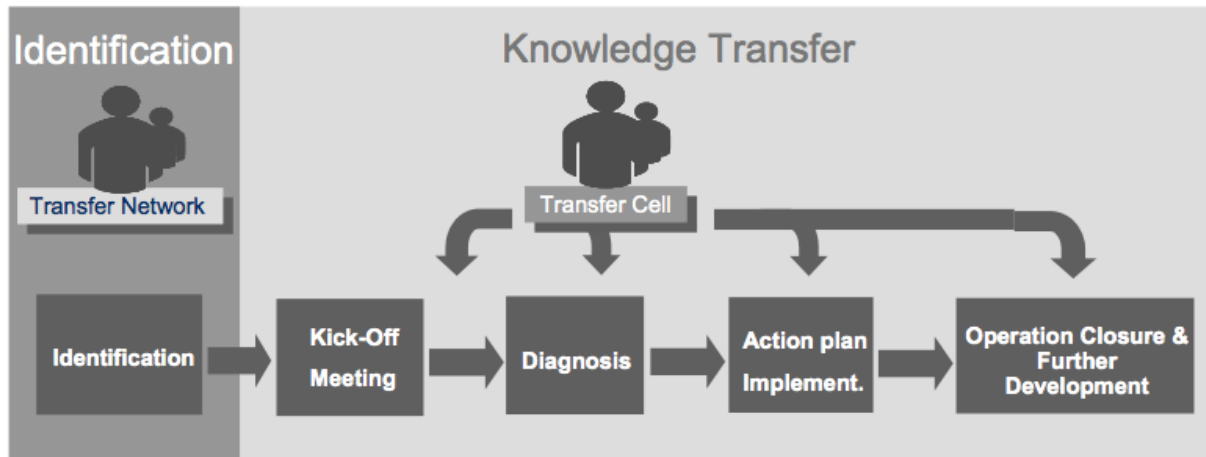 Identification
Knowledge Transfer
Transfer Network
Transfer Cell
Identification
Kick-Off
Meeting
Diagnosis
Action plan
Implement.
Operation Closure &
Further
Development